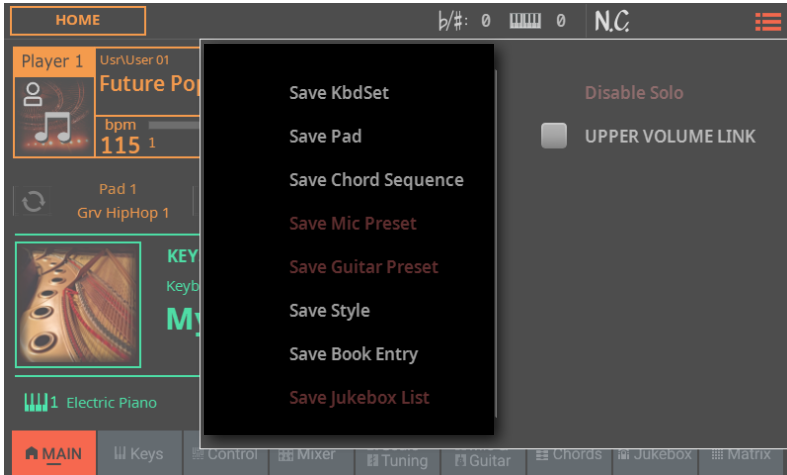 HOME
♭/♯: 0
0
N.C.
Player 1
Usr\User 01
Future Pop
bpm
115 1
Pad 1
Grv HipHop 1
KEY
Keyb
My
1 Electric Piano
Save KbdSet
Save Pad
Save Chord Sequence
Save Mic Preset
Save Guitar Preset
Save Style
Save Book Entry
Save Jukebox List
Disable Solo
UPPER VOLUME LINK
MAIN
Keys
Control
Mixer
Tuning
Guitar
Chords
Jukebox
Matrix